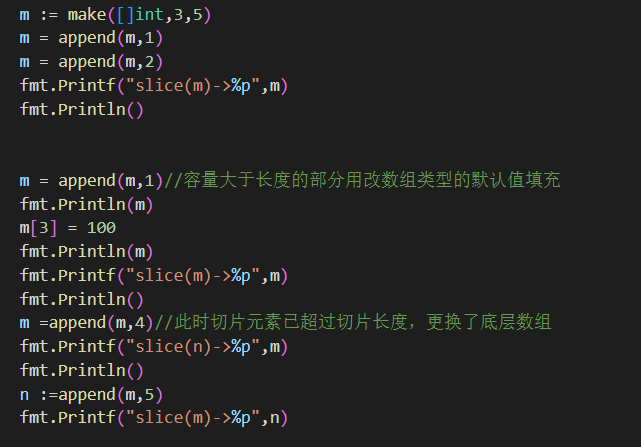 m := make([]int,3,5)
m = append(m,1)
m = append(m,2)
fmt.Printf("slice(m)->%p",m)
fmt.Println()
m = append(m,1)//容量大于长度的部分用改数组类型的默认值填充
fmt.Println(m)
m[3] = 100
fmt.Println(m)
fmt.Printf("slice(m)->%p",m)
fmt.Println()
m =append(m,4)//此时切片元素已超过切片长度，更换了底层数组
fmt.Printf("slice(n)->%p",m)
fmt.Println()
n :=append(m,5)
fmt.Printf("slice(m)->%p",n)